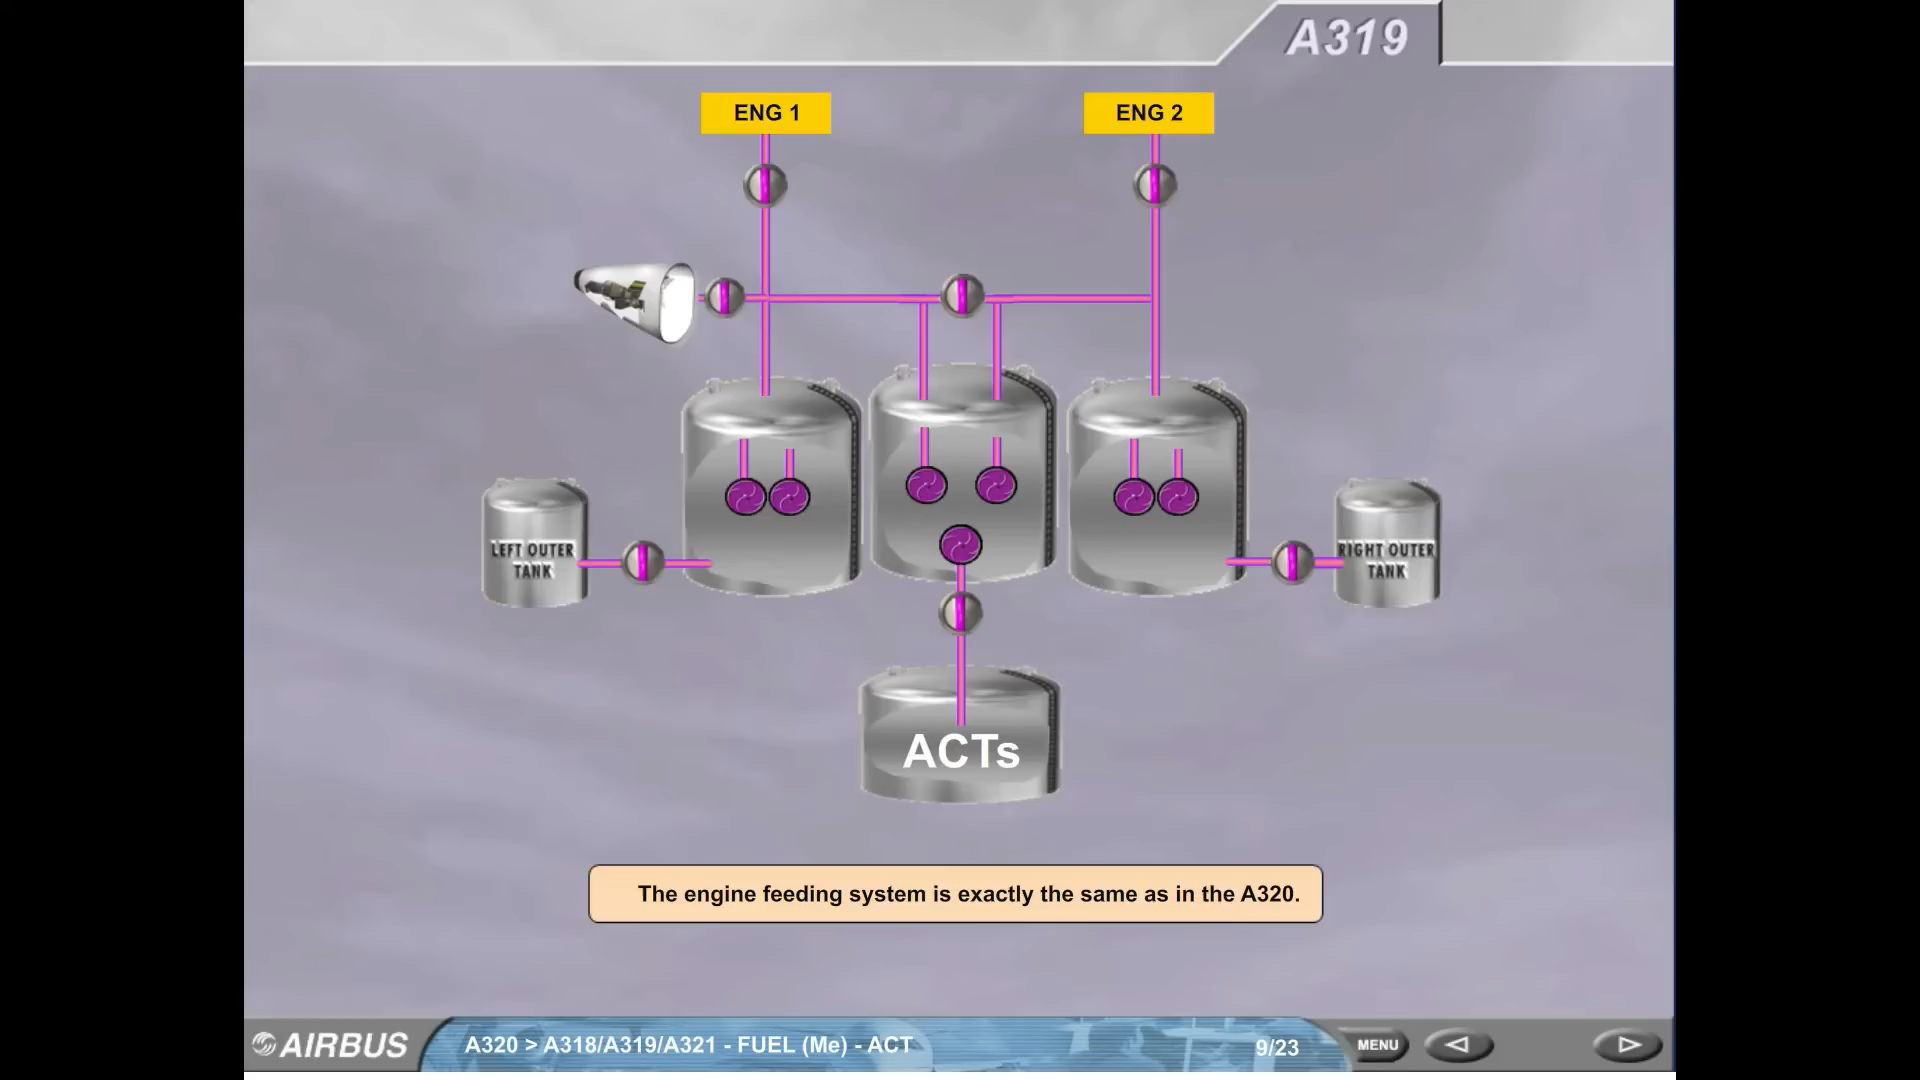 A319
ENG 1
ENG 2
LEFT OUTER
TANK
RIGHT OUTER
TANK
ACTs
The engine feeding system is exactly the same as in the A320.
AIRBUS
A320 > A318/A319/A321 - FUEL (Me) - ACT
9/23
MENU